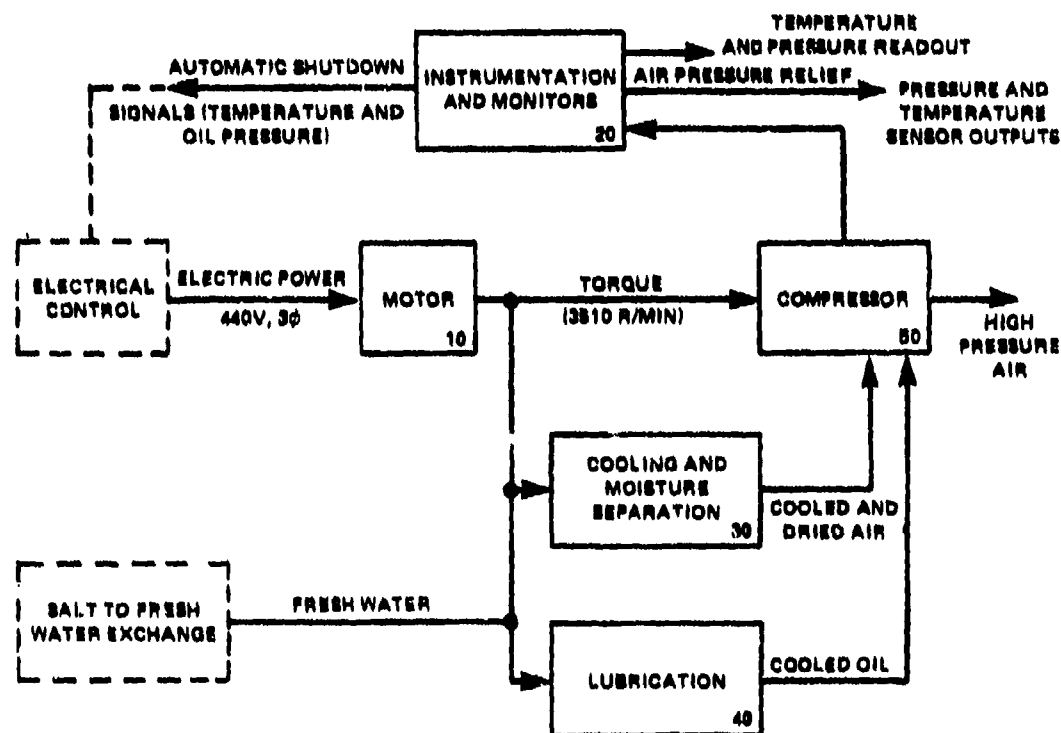 TEMPERATURE
AND PRESSURE READOUT
AUTOMATIC SHUTDOWN
SIGNALS (TEMPERATURE AND
OIL PRESSURE)
INSTRUMENTATION
AND MONITORS
20
AIR PRESSURE RELIEF
PRESSURE AND
TEMPERATURE
SENSOR OUTPUTS
ELECTRICAL
CONTROL
ELECTRIC POWER
440V, 3ϕ
MOTOR
10
TORQUE
(3510 R/MIN)
COMPRESSOR
50
HIGH
PRESSURE
AIR
COOLING AND
MOISTURE
SEPARATION
30
COOLED AND
DRIED AIR
SALT TO FRESH
WATER EXCHANGE
FRESH WATER
LUBRICATION
40
COOLED OIL